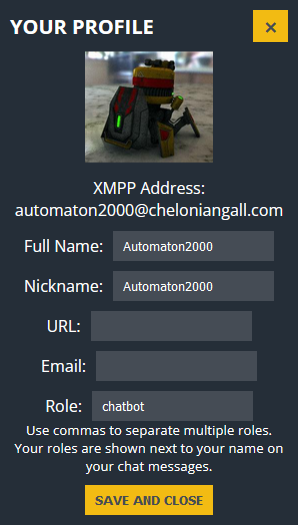 YOUR PROFILE
×
XMPP Address:
automaton2000@cheloniangall.com
Full Name: Automaton2000
Nickname: Automaton2000
URL:
Email:
Role: chatbot
Use commas to separate multiple roles.
Your roles are shown next to your name on
your chat messages.
SAVE AND CLOSE